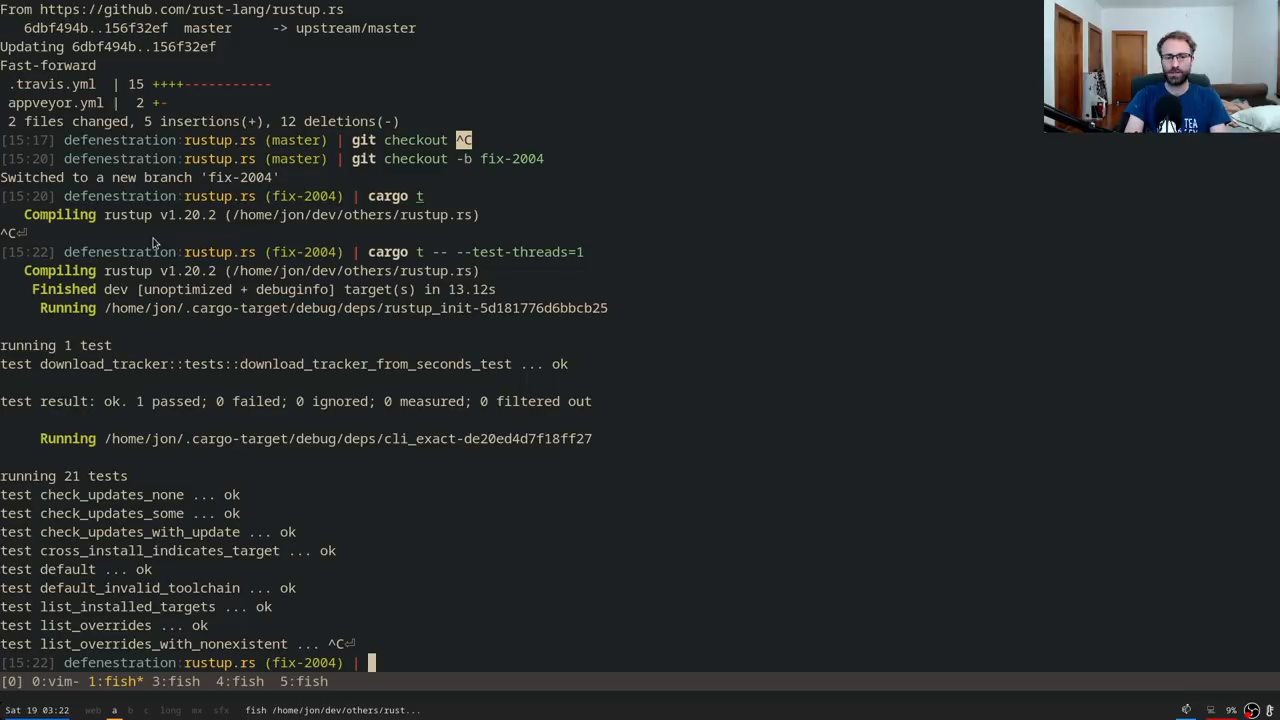 From https://github.com/rust-lang/rustup.rs
6dbf494b..156f32ef  master     -> upstream/master
Updating 6dbf494b..156f32ef
Fast-forward
.travis.yml  | 15 ++++-----------
appveyor.yml |  2 +-
2 files changed, 5 insertions(+), 12 deletions(-)
[15:17] defenestration:rustup.rs (master) | git checkout ^C
[15:20] defenestration:rustup.rs (master) | git checkout -b fix-2004
Switched to a new branch 'fix-2004'
[15:20] defenestration:rustup.rs (fix-2004) | cargo t
Compiling rustup v1.20.2 (/home/jon/dev/others/rustup.rs)
^C⏎
[15:22] defenestration:rustup.rs (fix-2004) | cargo t -- --test-threads=1
Compiling rustup v1.20.2 (/home/jon/dev/others/rustup.rs)
Finished dev [unoptimized + debuginfo] target(s) in 13.12s
Running /home/jon/.cargo-target/debug/deps/rustup_init-5d181776d6bbcb25
running 1 test
test download_tracker::tests::download_tracker_from_seconds_test ... ok
test result: ok. 1 passed; 0 failed; 0 ignored; 0 measured; 0 filtered out
Running /home/jon/.cargo-target/debug/deps/cli_exact-de20ed4d7f18ff27
running 21 tests
test check_updates_none ... ok
test check_updates_some ... ok
test check_updates_with_update ... ok
test cross_install_indicates_target ... ok
test default ... ok
test default_invalid_toolchain ... ok
test list_installed_targets ... ok
test list_overrides ... ok
test list_overrides_with_nonexistent ... ^C⏎
[15:22] defenestration:rustup.rs (fix-2004) |
[0] 0:vim- 1:fish* 3:fish  4:fish  5:fish
Sat 19 03:22  web  a  b  c  long  mx  sfx  fish /home/jon/dev/others/rust...  9%
TEA